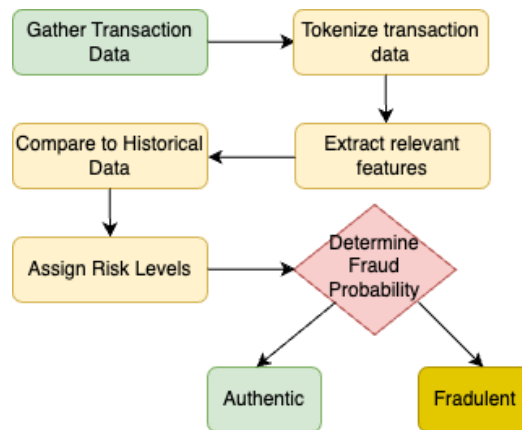 Gather Transaction
Data
Tokenize transaction
data
Extract relevant
features
Compare to Historical
Data
Assign Risk Levels
Determine
Fraud
Probability
Authentic
Fradulent